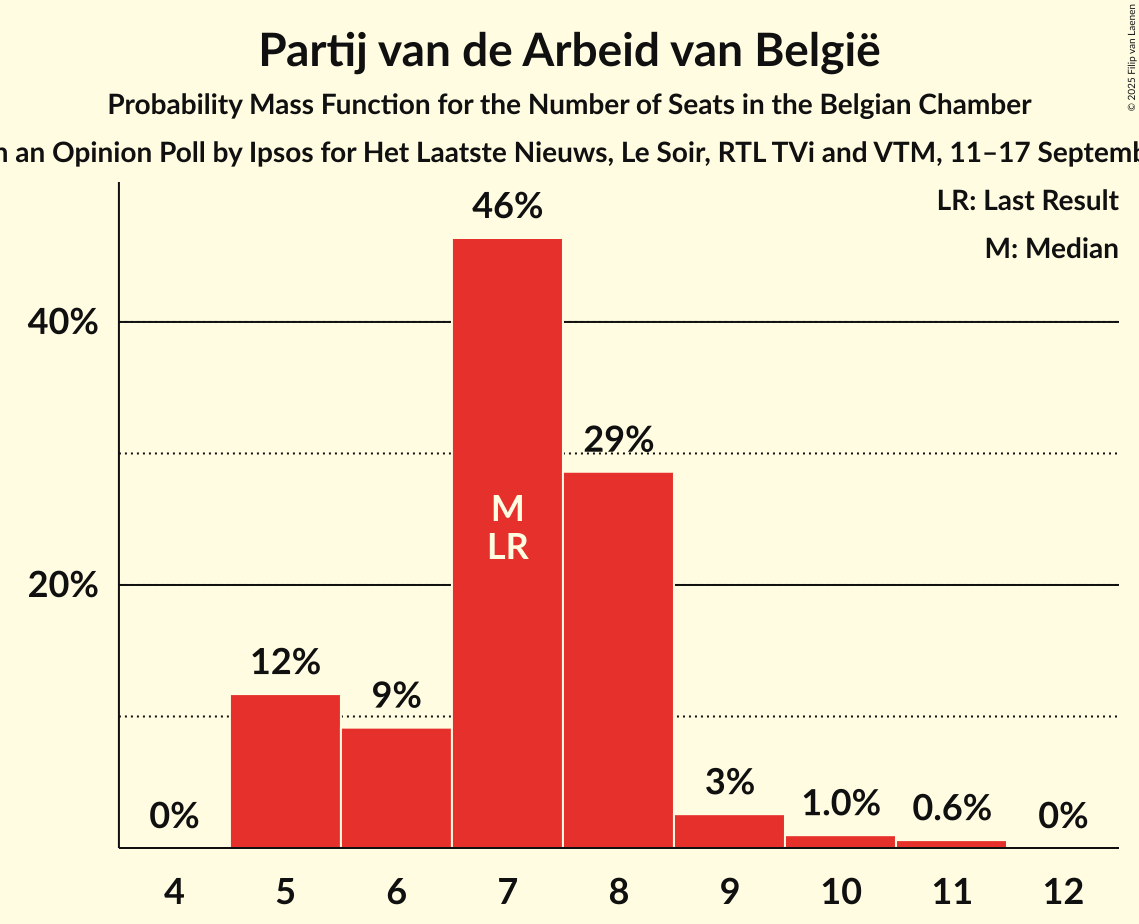 Partij van de Arbeid van België
Probability Mass Function for the Number of Seats in the Belgian Chamber
an Opinion Poll by Ipsos for Het Laatste Nieuws, Le Soir, RTL TVi and VTM, 11–17
© 2025 Filip van Laenen
LR: Last Result
M: Median
46%
40%
29%
M
LR
20%
12%
9%
3%
1.0%
0.6%
0%
0%
4 5 6 7 8 9 10 11 12